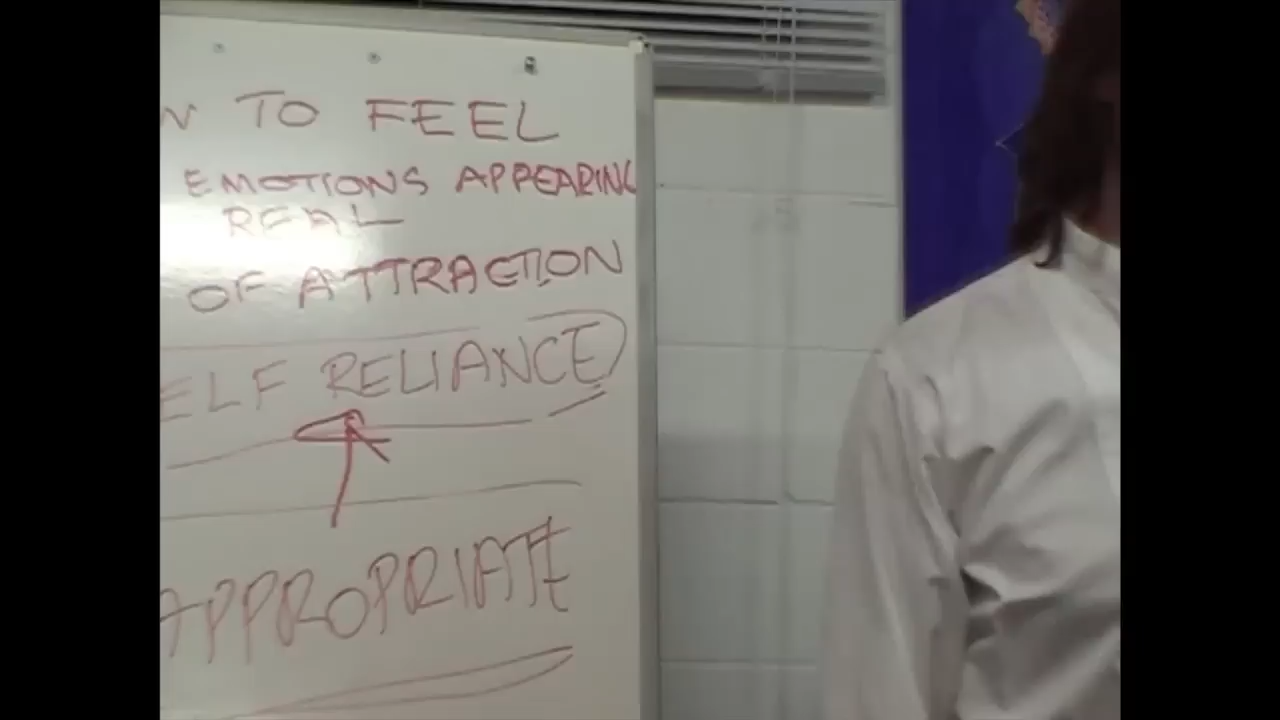 N TO FEEL
EMOTIONS APPEARING
REAL
OF ATTRACTION
ELF RELIANCE
APPROPRIATE